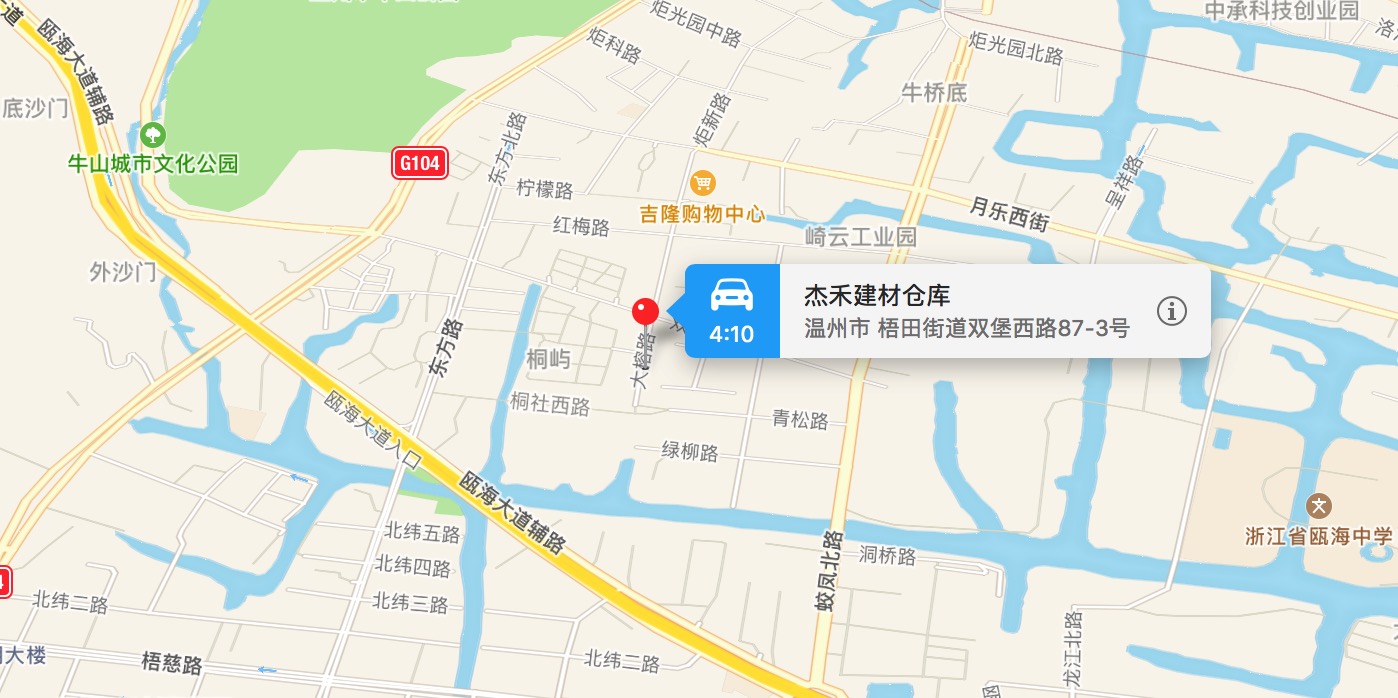 炬光园中路
中承科技创业园
瓯海大道辅路
炬科路
炬光园北路
底沙门
牛桥底
炬新路
东方北路
牛山城市文化公园
G104
柠檬路
呈祥路
吉隆购物中心
月乐西街
红梅路
崎云工业园
外沙门
杰禾建材仓库
4:10
温州市 梧田街道双堡西路87-3号
东方路
桐屿
大榕路
瓯海大道入口
桐社西路
青松路
绿柳路
瓯海大道辅路
浙江省瓯海中学
北纬五路
洞桥路
北纬四路
蛟凤北路
4
北纬二路
北纬三路
龙江北路
大楼
梧慈路
北纬二路